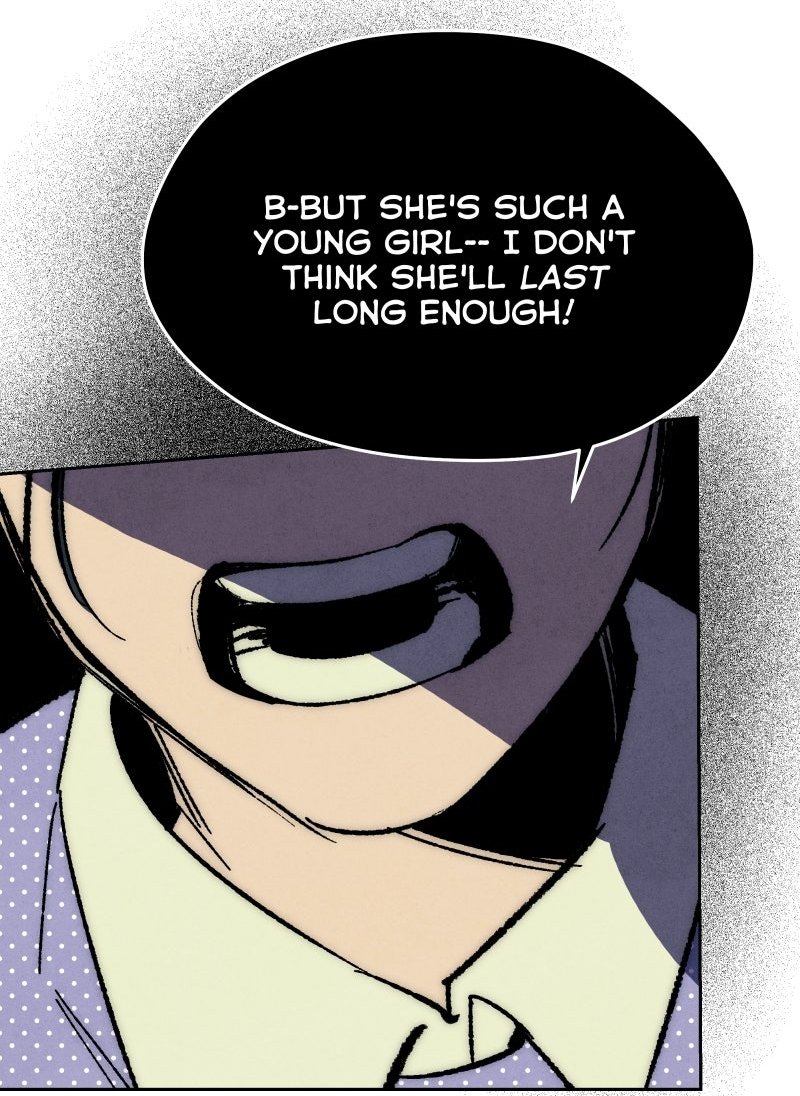 B-BUT SHE'S SUCH A
YOUNG GIRL-- I DON'T
THINK SHE'LL LAST
LONG ENOUGH!